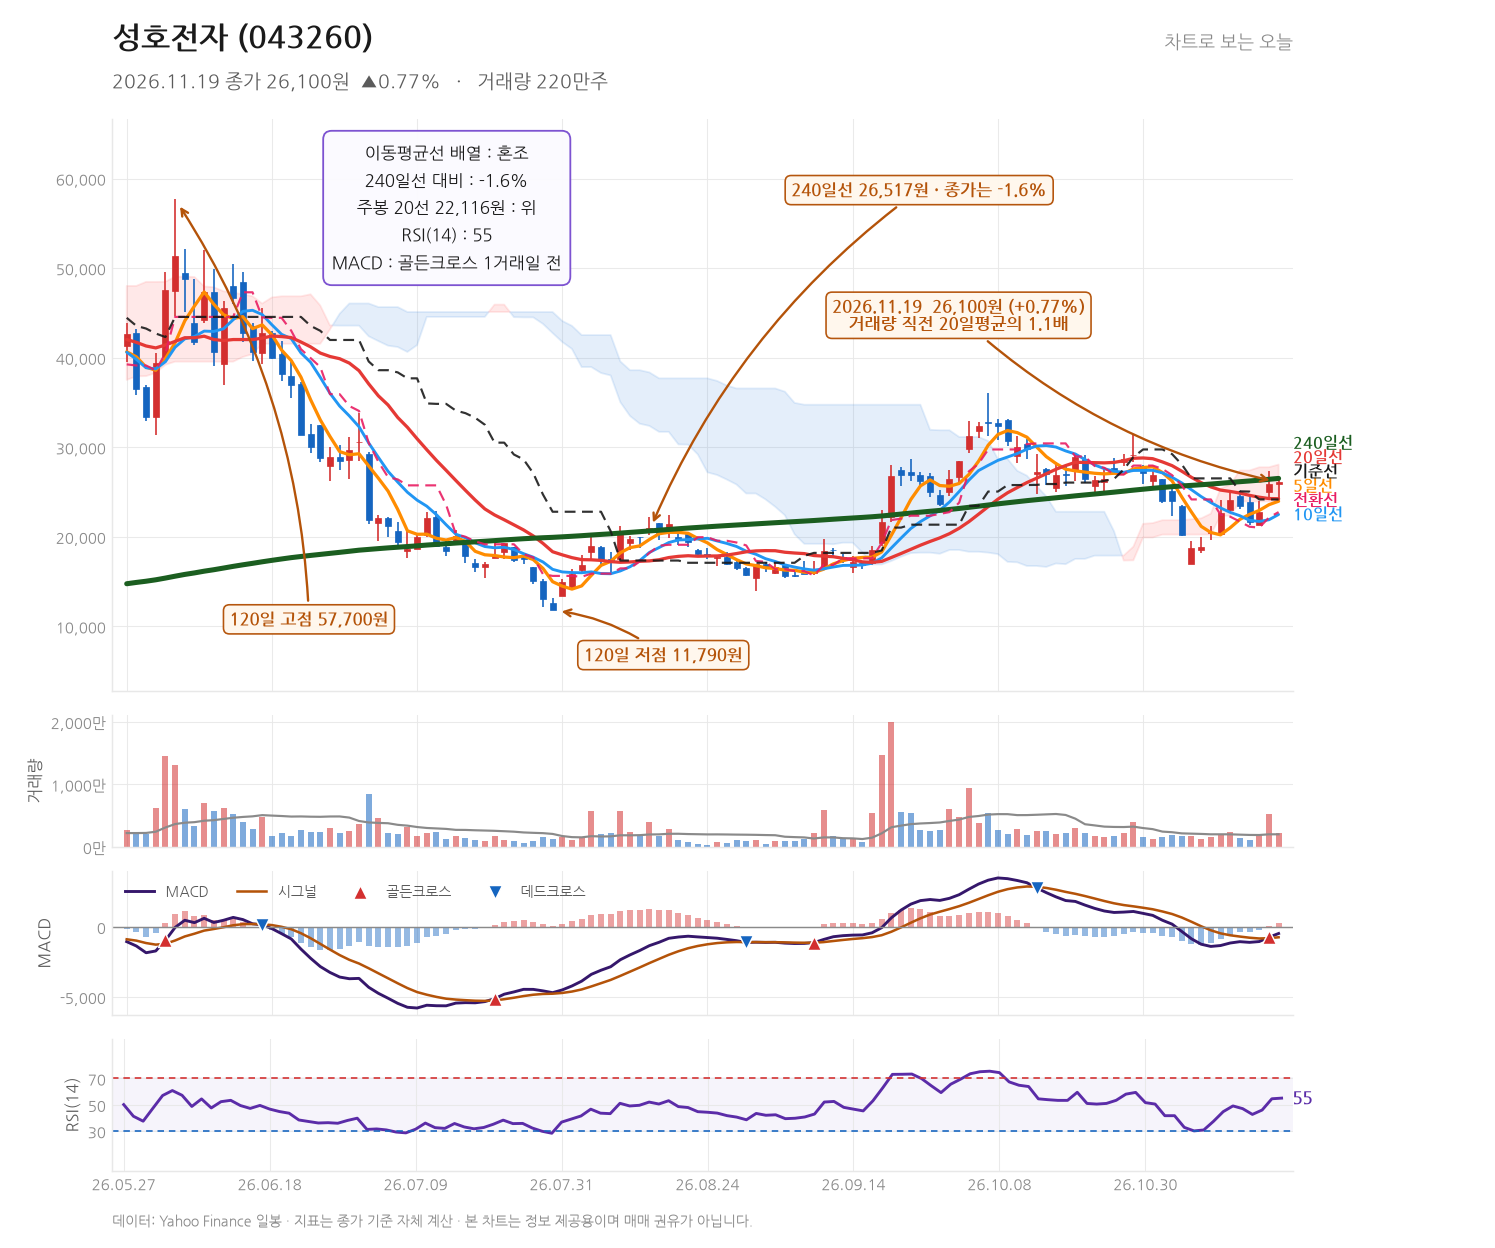 성호전자 (043260)
차트로 보는 오늘
2026.11.19 종가 26,100원 ▲0.77% · 거래량 220만주
이동평균선 배열 : 혼조
240일선 대비 : -1.6%
주봉 20선 22,116원 : 위
RSI(14) : 55
MACD : 골든크로스 1거래일 전
240일선 26,517원 · 종가는 -1.6%
2026.11.19 26,100원 (+0.77%)
거래량 직전 20일평균의 1.1배
120일 고점 57,700원
120일 저점 11,790원
60,000
50,000
40,000
30,000
20,000
10,000
240일선
20일선
기준선
5일선
전환선
10일선
거래량
2,000만
1,000만
0만
MACD
MACD 시그널 골든크로스 데드크로스
0
-5,000
RSI(14)
70
50
30
55
26.05.27 26.06.18 26.07.09 26.07.31 26.08.24 26.09.14 26.10.08 26.10.30
데이터: Yahoo Finance 일봉 · 지표는 종가 기준 자체 계산 · 본 차트는 정보 제공용이며 매매 권유가 아닙니다.